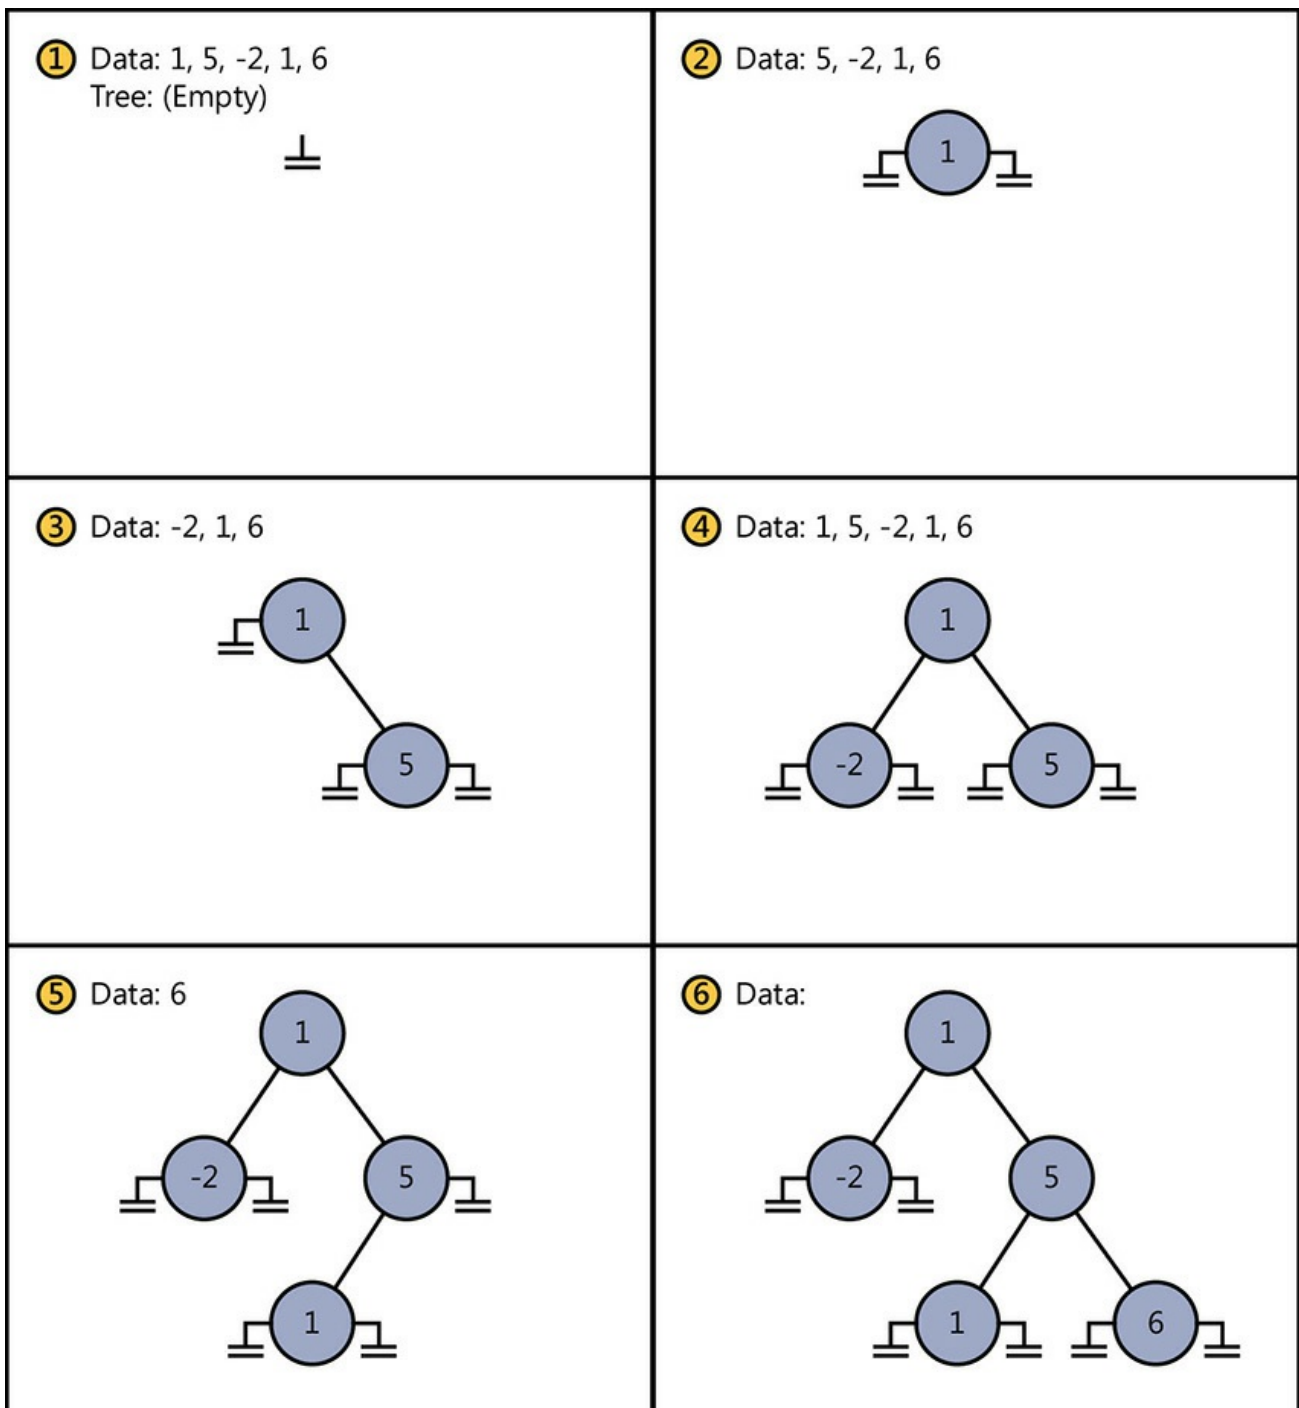 1 Data: 1, 5, -2, 1, 6
Tree: (Empty)
2 Data: 5, -2, 1, 6
1
3 Data: -2, 1, 6
1
5
4 Data: 1, 5, -2, 1, 6
1
-2 5
5 Data: 6
1
-2 5
1
6 Data:
1
-2 5
1 6